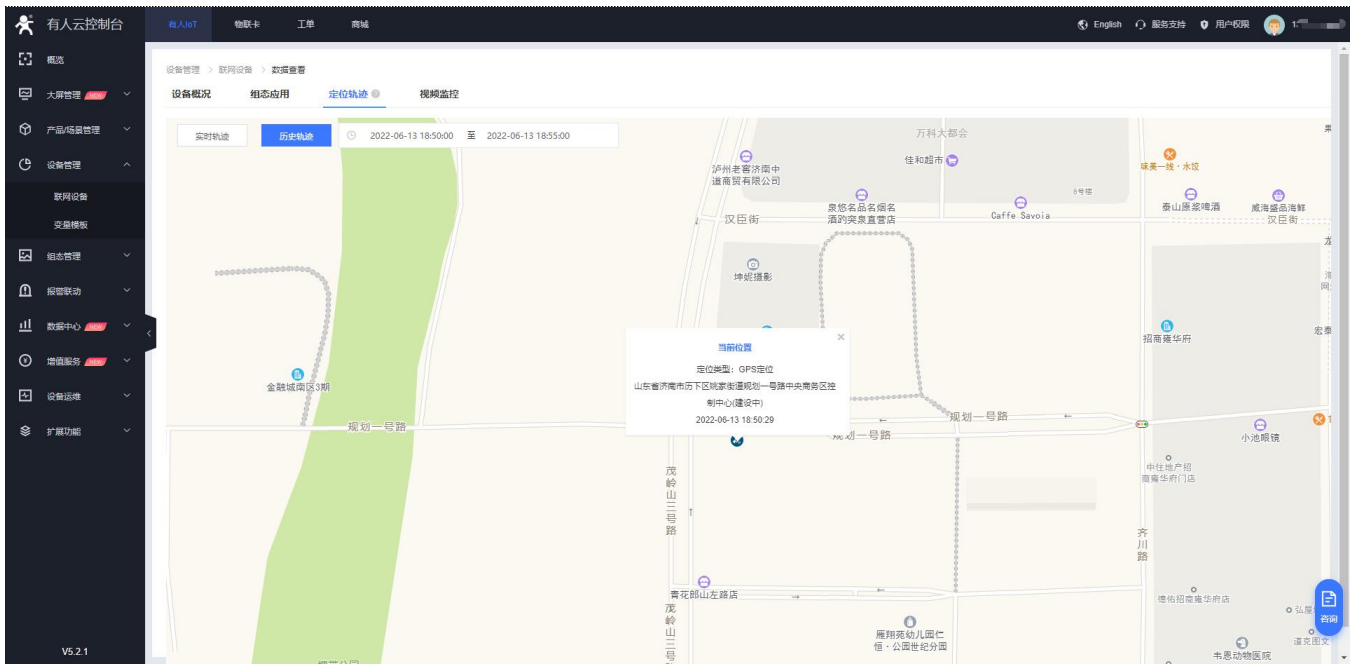 有人云控制台
有人IoT 物联卡 工单 商城
English 服务支持 用户权限
概览
大屏管理 NEW
产品/场景管理
设备管理
联网设备
变量模板
组态管理
报警联动
数据中心 NEW
增值服务 NEW
设备运维
扩展功能
V5.2.1
设备管理 > 联网设备 > 数据查看
设备概况 组态应用 定位轨迹 视频监控
实时轨迹 历史轨迹 2022-06-13 18:50:00 至 2022-06-13 18:55:00
万科大都会
佳和超市
泸州老窖济南中
道商贸有限公司
味美一线·水饺
8号楼
泉悠名品名烟名
酒趵突泉直营店
Caffe Savoia
泰山原浆啤酒
威海盛品海鲜
汉臣街
汉臣街
坤妮摄影
招商雍华府
金融城南区3期
当前位置
定位类型：GPS定位
山东省济南市历下区姚家街道规划一号路中央商务区控
制中心(建设中)
2022-06-13 18:50:29
规划一号路
规划一号路
规划一号路
小池眼镜
中住地产招
商雍华府门店
茂岭山三号路
齐川路
青花郎山左路店
德佑招商雍华府店
茂岭山三号
雁翔苑幼儿园仁
恒·公园世纪分园
韦恩动物医院
道克图文
咨询